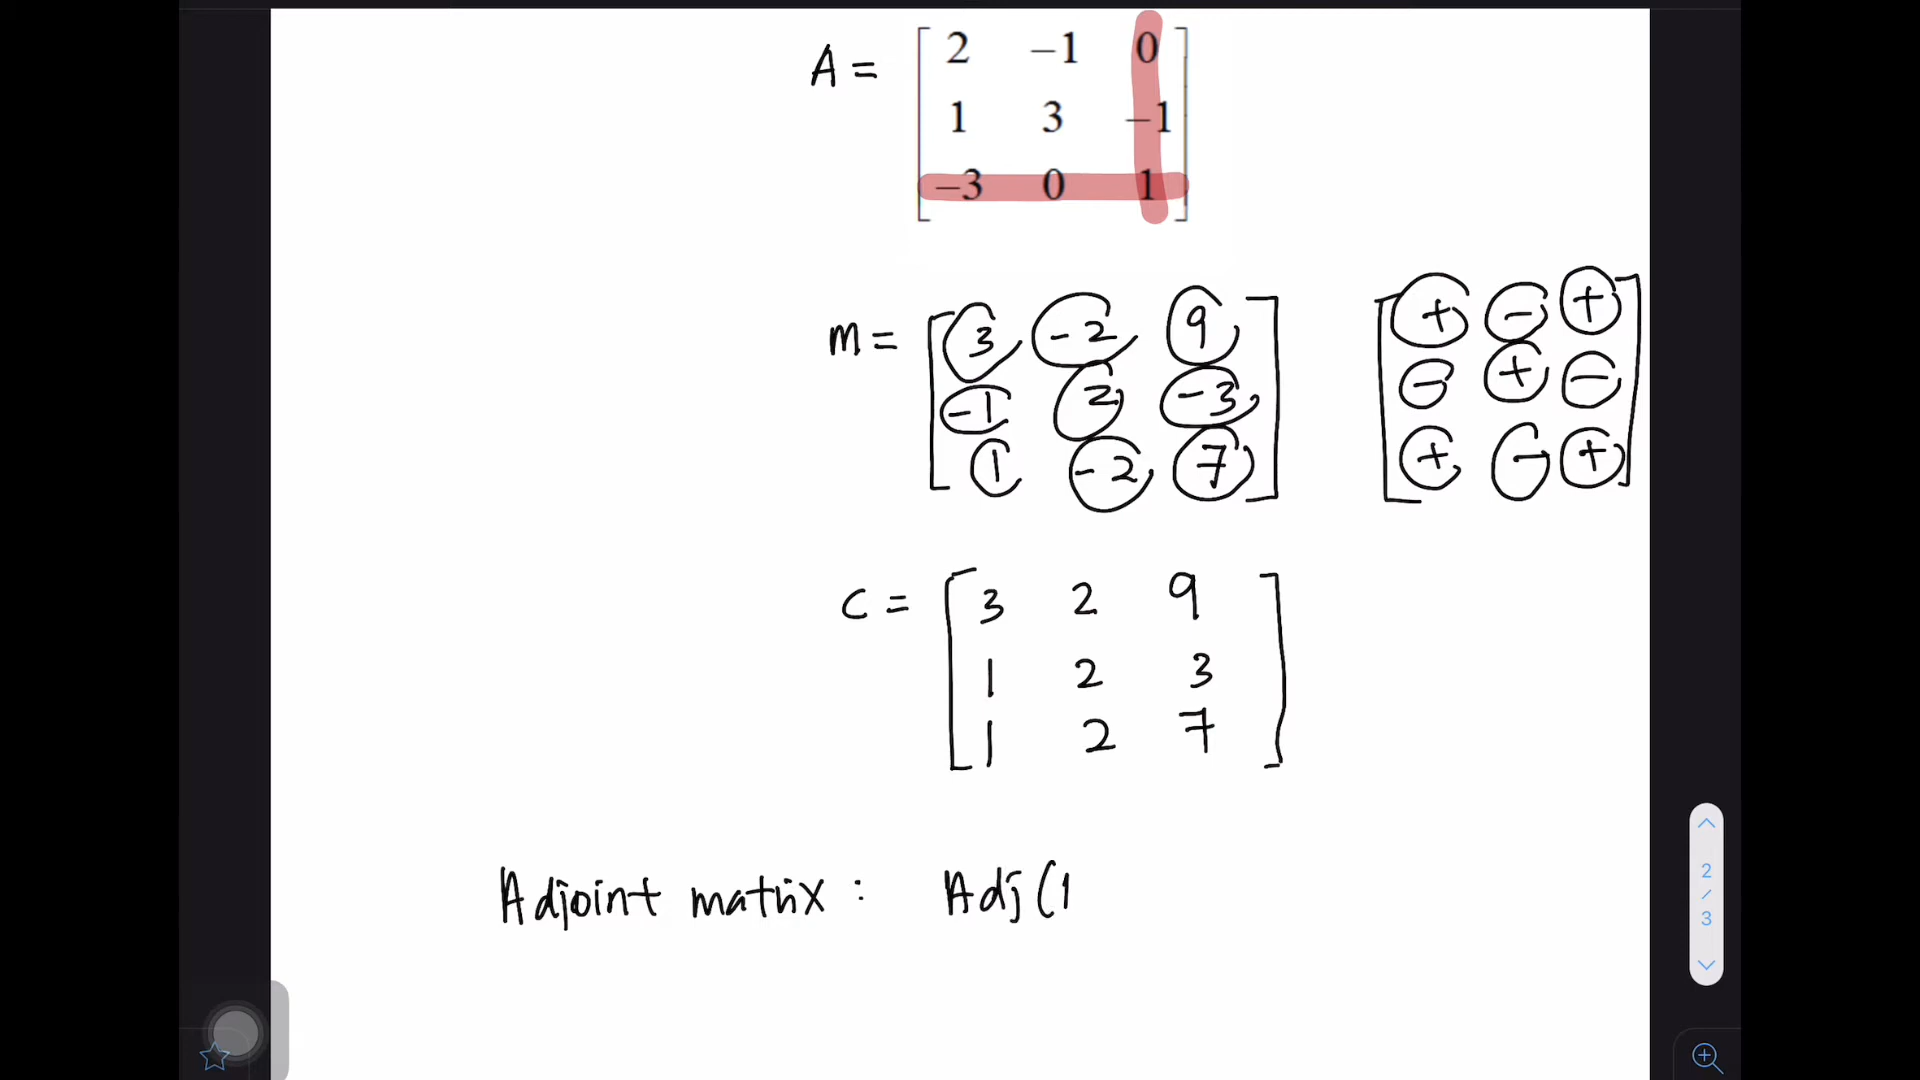 A = [ 2 −1 0
1 3 −1
−3 0 1 ]
m = [ 3 -2 9 [ + - +
-1 2 -3 - + -
1 -2 7 ] + - + ]
c = [ 3 2 9
1 2 3
1 2 7 ]
Adjoint matrix : Adj (1
2
/
3